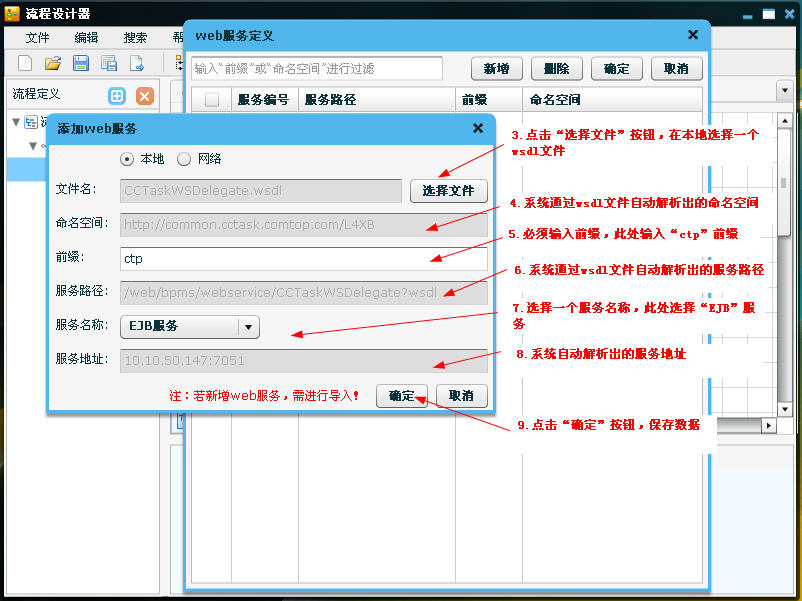 流程设计器
文件 编辑 搜索 帮
流程定义
web服务定义
输入"前缀"或"命名空间"进行过滤
新增 删除 确定 取消
服务编号 服务路径 前缀 命名空间
添加web服务
本地 网络
文件名: CCTaskWSDelegate.wsdl 选择文件
命名空间: http://common.cctask.comtop.com/L4XB
前缀: ctp
服务路径: /web/bpms/webservice/CCTaskWSDelegate?wsdl
服务名称: EJB服务
服务地址: 10.10.50.147:7051
注：若新增web服务，需进行导入!
确定 取消
3.点击“选择文件”按钮，在本地选择一个
wsdl文件
4.系统通过wsdl文件自动解析出的命名空间
5.必须输入前缀，此处输入“ctp”前缀
6.系统通过wsdl文件自动解析出的服务路径
7.选择一个服务名称，此处选择“EJB”服
务
8.系统自动解析出的服务地址
9.点击“确定”按钮，保存数据